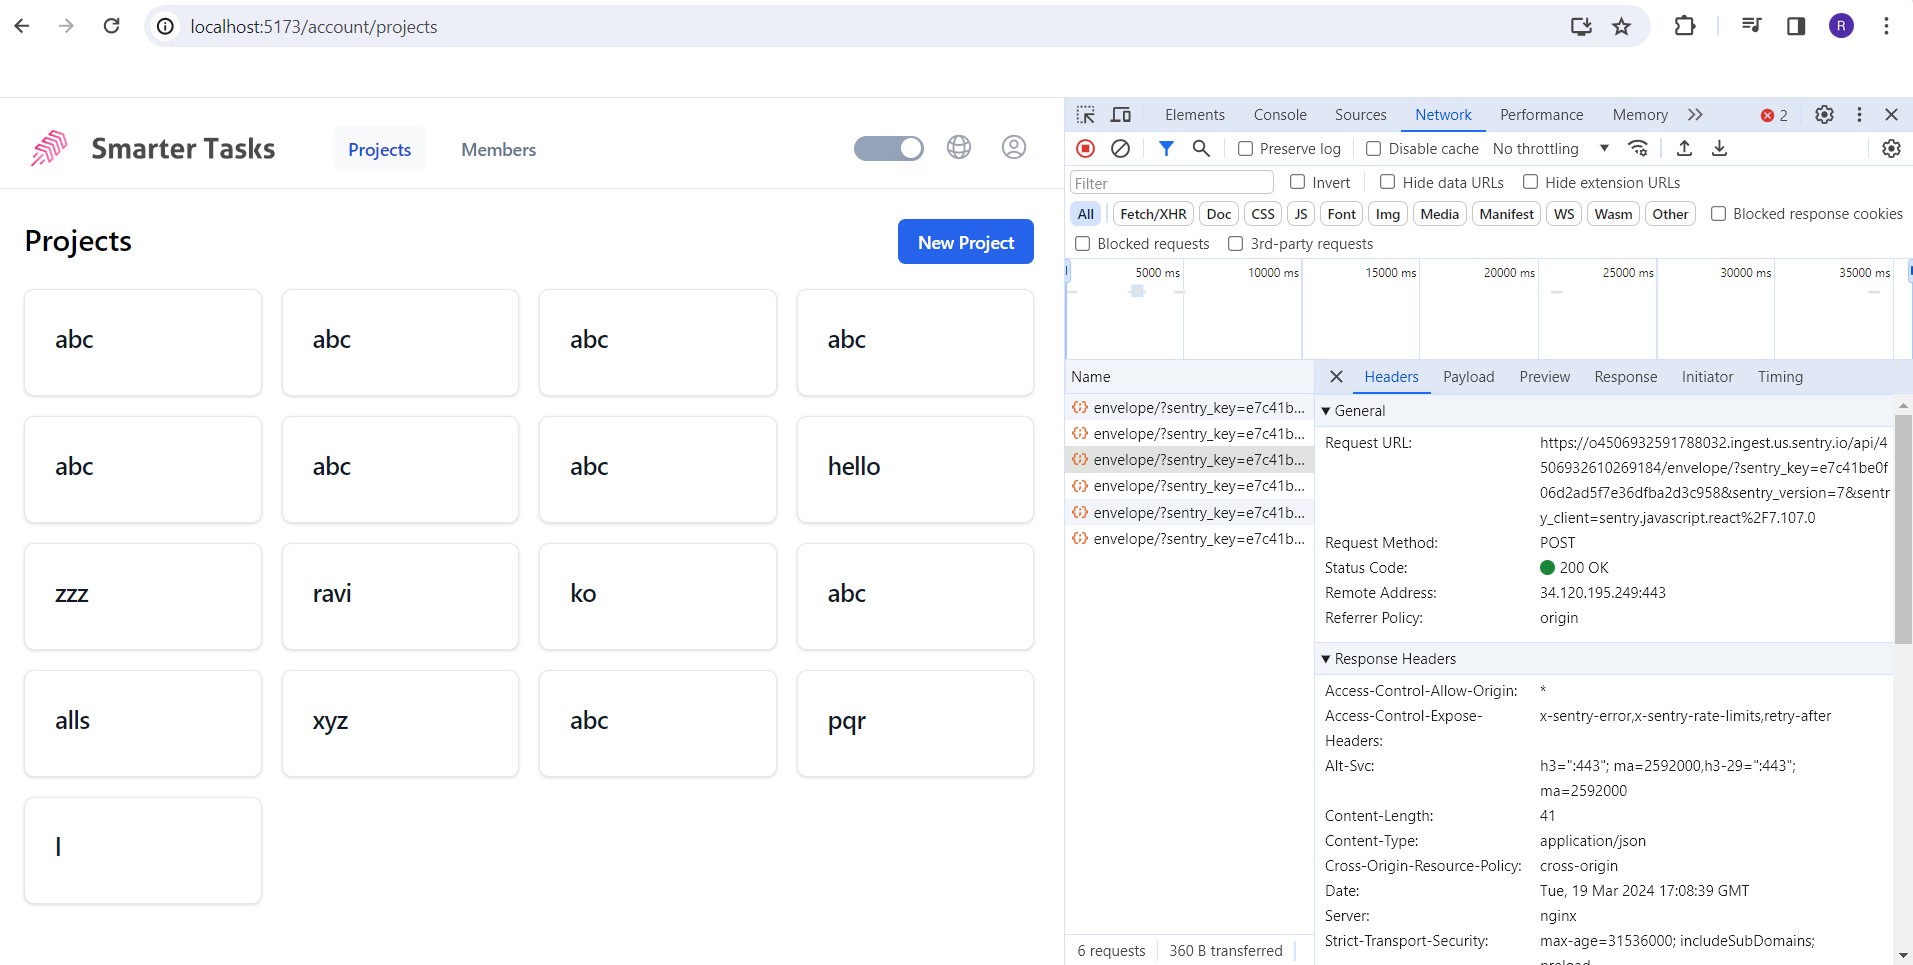 localhost:5173/account/projects
R
Smarter Tasks
Projects
Members
Projects
New Project
abc
abc
abc
abc
abc
abc
abc
hello
zzz
ravi
ko
abc
alls
xyz
abc
pqr
l
Elements Console Sources Network Performance Memory 2
Preserve log Disable cache No throttling
Filter Invert Hide data URLs Hide extension URLs
All Fetch/XHR Doc CSS JS Font Img Media Manifest WS Wasm Other Blocked response cookies
Blocked requests 3rd-party requests
5000 ms 10000 ms 15000 ms 20000 ms 25000 ms 30000 ms 35000 ms
Name
envelope/?sentry_key=e7c41b...
envelope/?sentry_key=e7c41b...
envelope/?sentry_key=e7c41b...
envelope/?sentry_key=e7c41b...
envelope/?sentry_key=e7c41b...
envelope/?sentry_key=e7c41b...
6 requests 360 B transferred
Headers Payload Preview Response Initiator Timing
General
Request URL: https://o4506932591788032.ingest.us.sentry.io/api/4
506932610269184/envelope/?sentry_key=e7c41be0f
06d2ad5f7e36dfba2d3c958&sentry_version=7&sentr
y_client=sentry.javascript.react%2F7.107.0
Request Method: POST
Status Code: 200 OK
Remote Address: 34.120.195.249:443
Referrer Policy: origin
Response Headers
Access-Control-Allow-Origin: *
Access-Control-Expose- x-sentry-error,x-sentry-rate-limits,retry-after
Headers:
Alt-Svc: h3=":443"; ma=2592000,h3-29=":443";
ma=2592000
Content-Length: 41
Content-Type: application/json
Cross-Origin-Resource-Policy: cross-origin
Date: Tue, 19 Mar 2024 17:08:39 GMT
Server: nginx
Strict-Transport-Security: max-age=31536000; includeSubDomains;
preload